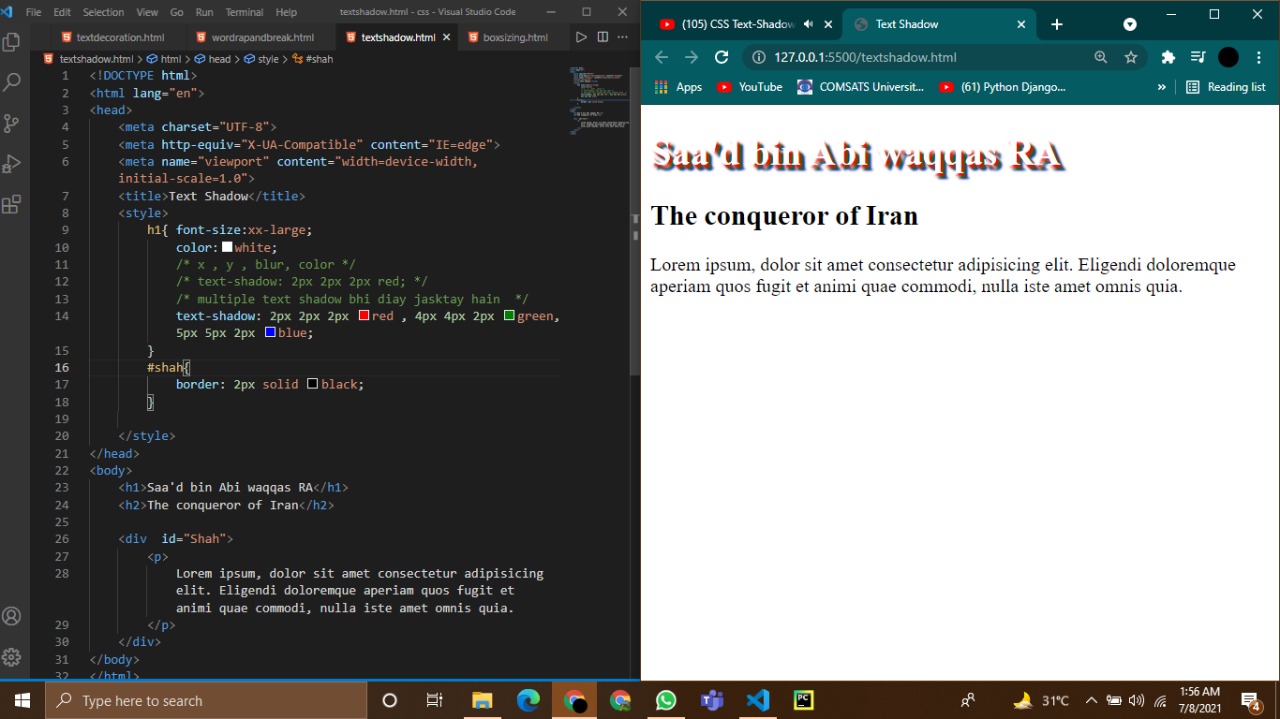 File Edit Selection View Go Run Terminal Help textshadow.html - css - Visual Studio Code
textdecoration.html wordrapandbreak.html textshadow.html boxsizing.html
textshadow.html > html > head > style > #shah
1 <!DOCTYPE html>
2 <html lang="en">
3 <head>
4 <meta charset="UTF-8">
5 <meta http-equiv="X-UA-Compatible" content="IE=edge">
6 <meta name="viewport" content="width=device-width,
initial-scale=1.0">
7 <title>Text Shadow</title>
8 <style>
9 h1{ font-size:xx-large;
10 color: white;
11 /* x , y , blur, color */
12 /* text-shadow: 2px 2px 2px red; */
13 /* multiple text shadow bhi diay jasktay hain  */
14 text-shadow: 2px 2px 2px red , 4px 4px 2px green,
5px 5px 2px blue;
15 }
16 #shah{
17 border: 2px solid black;
18 }
19
20 </style>
21 </head>
22 <body>
23 <h1>Saa'd bin Abi waqqas RA</h1>
24 <h2>The conqueror of Iran</h2>
25
26 <div  id="Shah">
27 <p>
28 Lorem ipsum, dolor sit amet consectetur adipisicing
elit. Eligendi doloremque aperiam quos fugit et
animi quae commodi, nulla iste amet omnis quia.
29 </p>
30 </div>
31 </body>
32 </html>
(105) CSS Text-Shadow Text Shadow
127.0.0.1:5500/textshadow.html
Apps YouTube COMSATS Universit... (61) Python Django... » Reading list
Saa'd bin Abi waqqas RA
The conqueror of Iran
Lorem ipsum, dolor sit amet consectetur adipisicing elit. Eligendi doloremque
aperiam quos fugit et animi quae commodi, nulla iste amet omnis quia.
Type here to search
PC
31°C
1:56 AM
7/8/2021
4